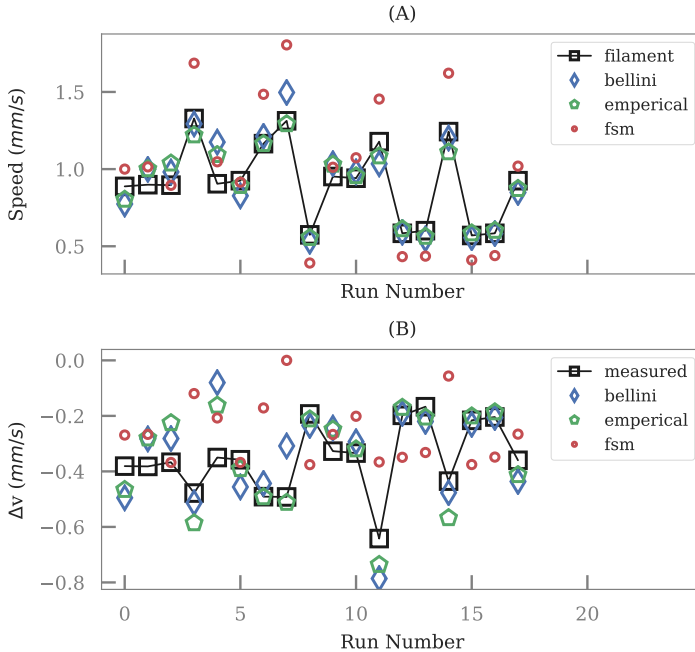 (A)
1.5
1.0
0.5
Speed (mm/s)
filament
bellini
emperical
fsm
Run Number
(B)
0.0
−0.2
−0.4
−0.6
−0.8
Δv (mm/s)
measured
bellini
emperical
fsm
0 5 10 15 20
Run Number